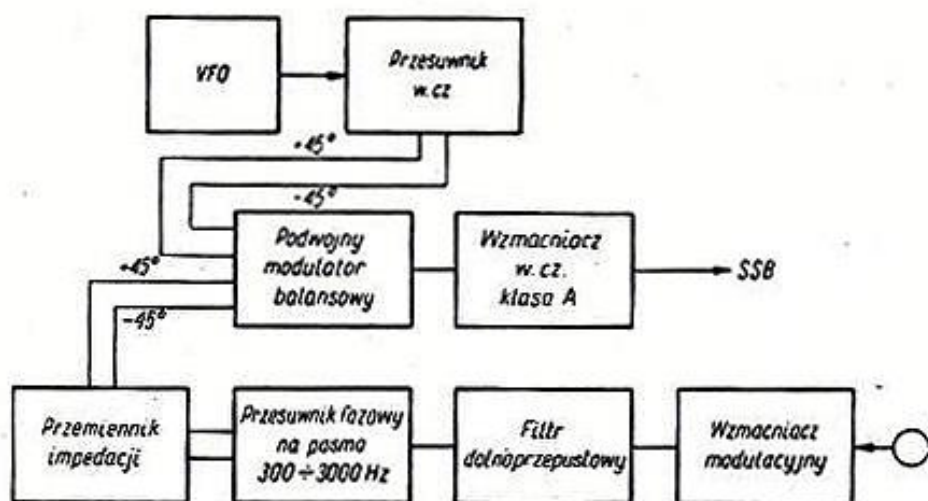 VFO
Przesuwnik
w.cz
+45°
-45°
Podwojny
modulator
balansowy
Wzmacniacz
w.cz.
klasa A
SSB
+45°
-45°
Przemiennik
impedacji
Przesuwnik fazowy
na pasmo
300÷3000 Hz
Filtr
dolnoprzepustowy
Wzmacniacz
modulacyjny